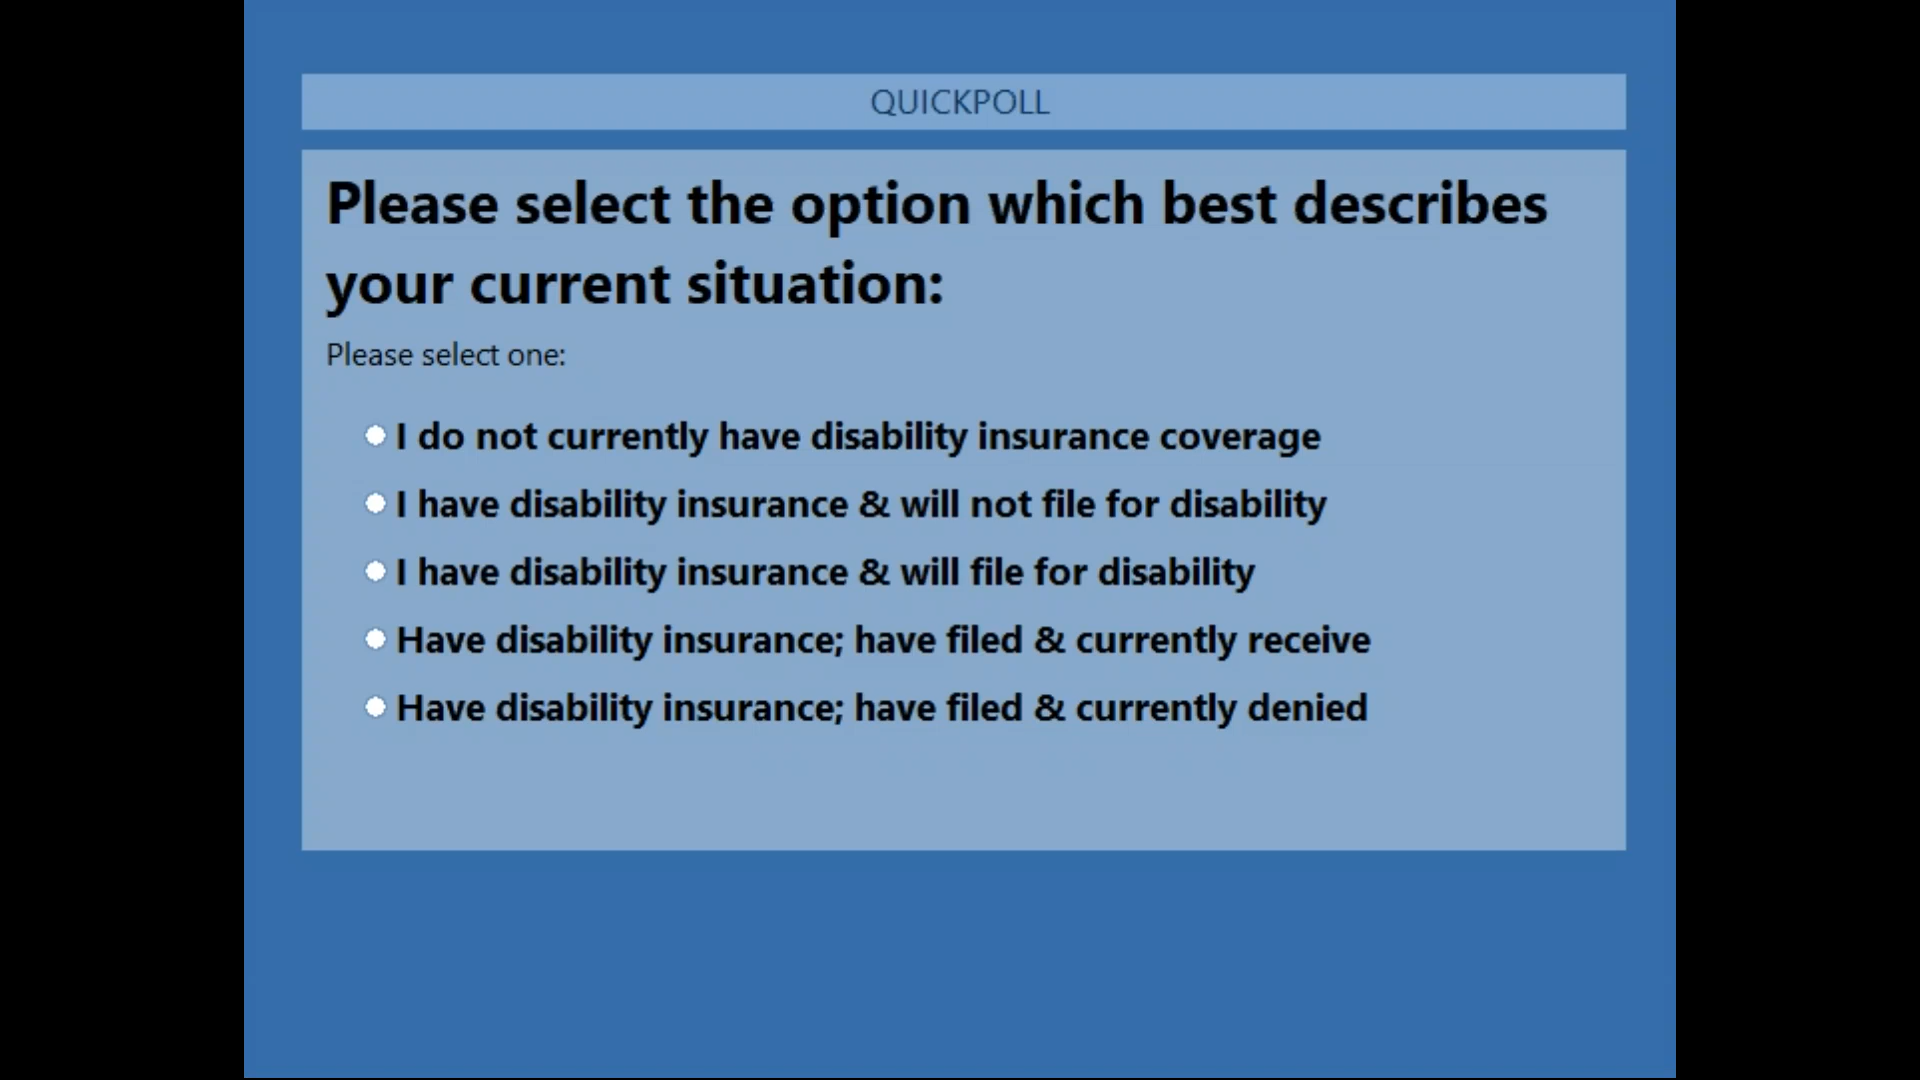 QUICKPOLL
Please select the option which best describes
your current situation:
Please select one:
I do not currently have disability insurance coverage
I have disability insurance & will not file for disability
I have disability insurance & will file for disability
Have disability insurance; have filed & currently receive
Have disability insurance; have filed & currently denied